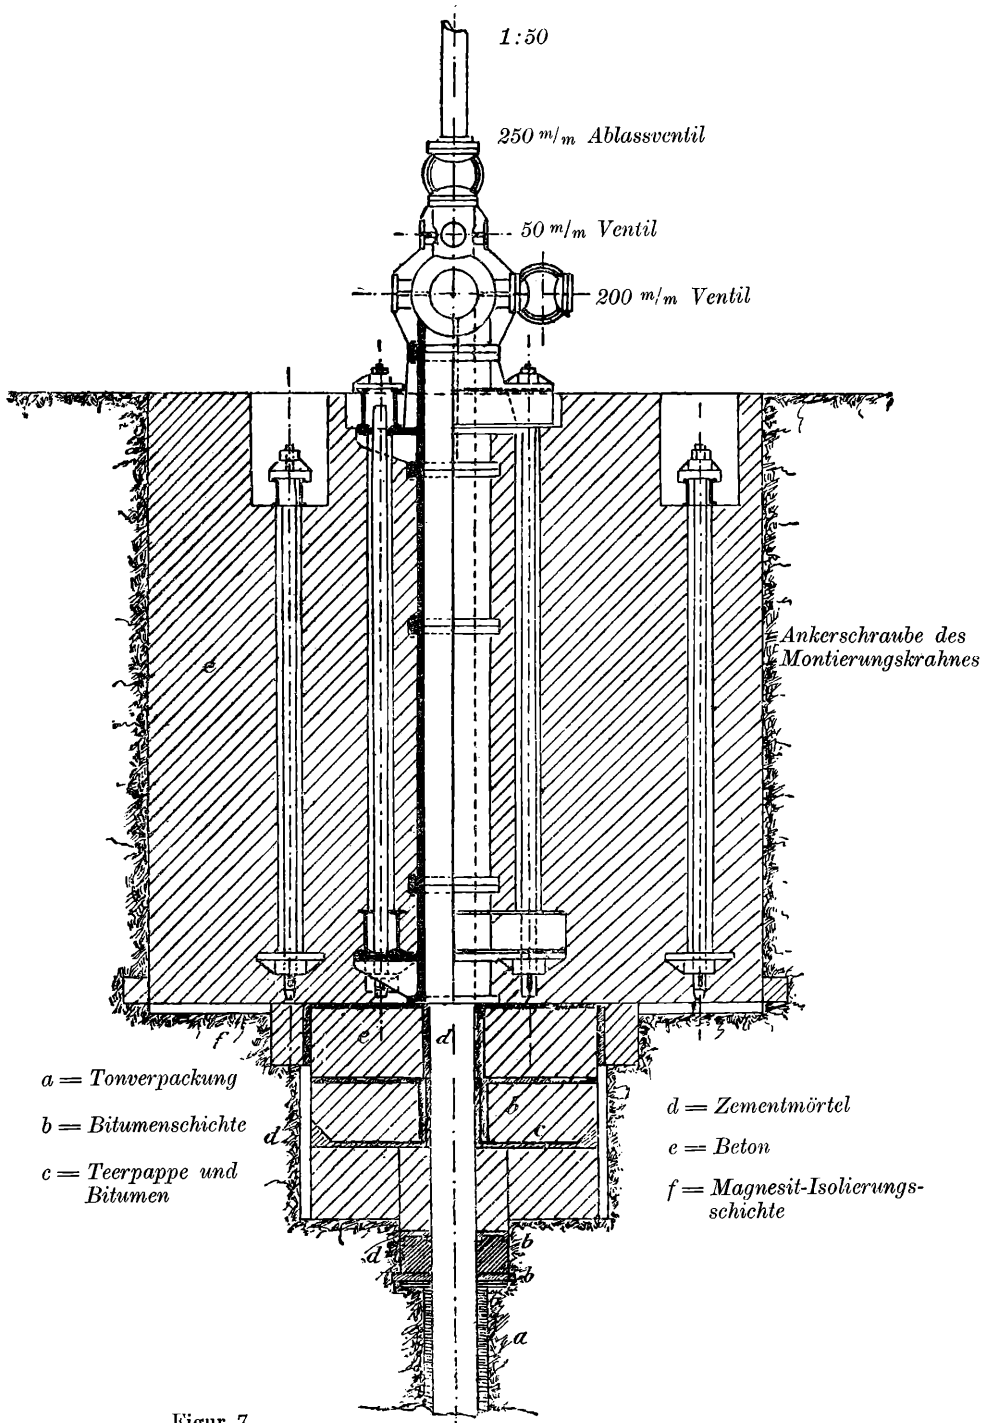 1:50
250 m/m Ablassventil
50 m/m Ventil
200 m/m Ventil
Ankerschraube des
Montierungskrahnes
e
f
e
d
a = Tonverpackung
b = Bitumenschichte
c = Teerpappe und
Bitumen
d
b
c
d = Zementmörtel
e = Beton
f = Magnesit-Isolierungs-
schichte
d
b
b
a
Figur 7